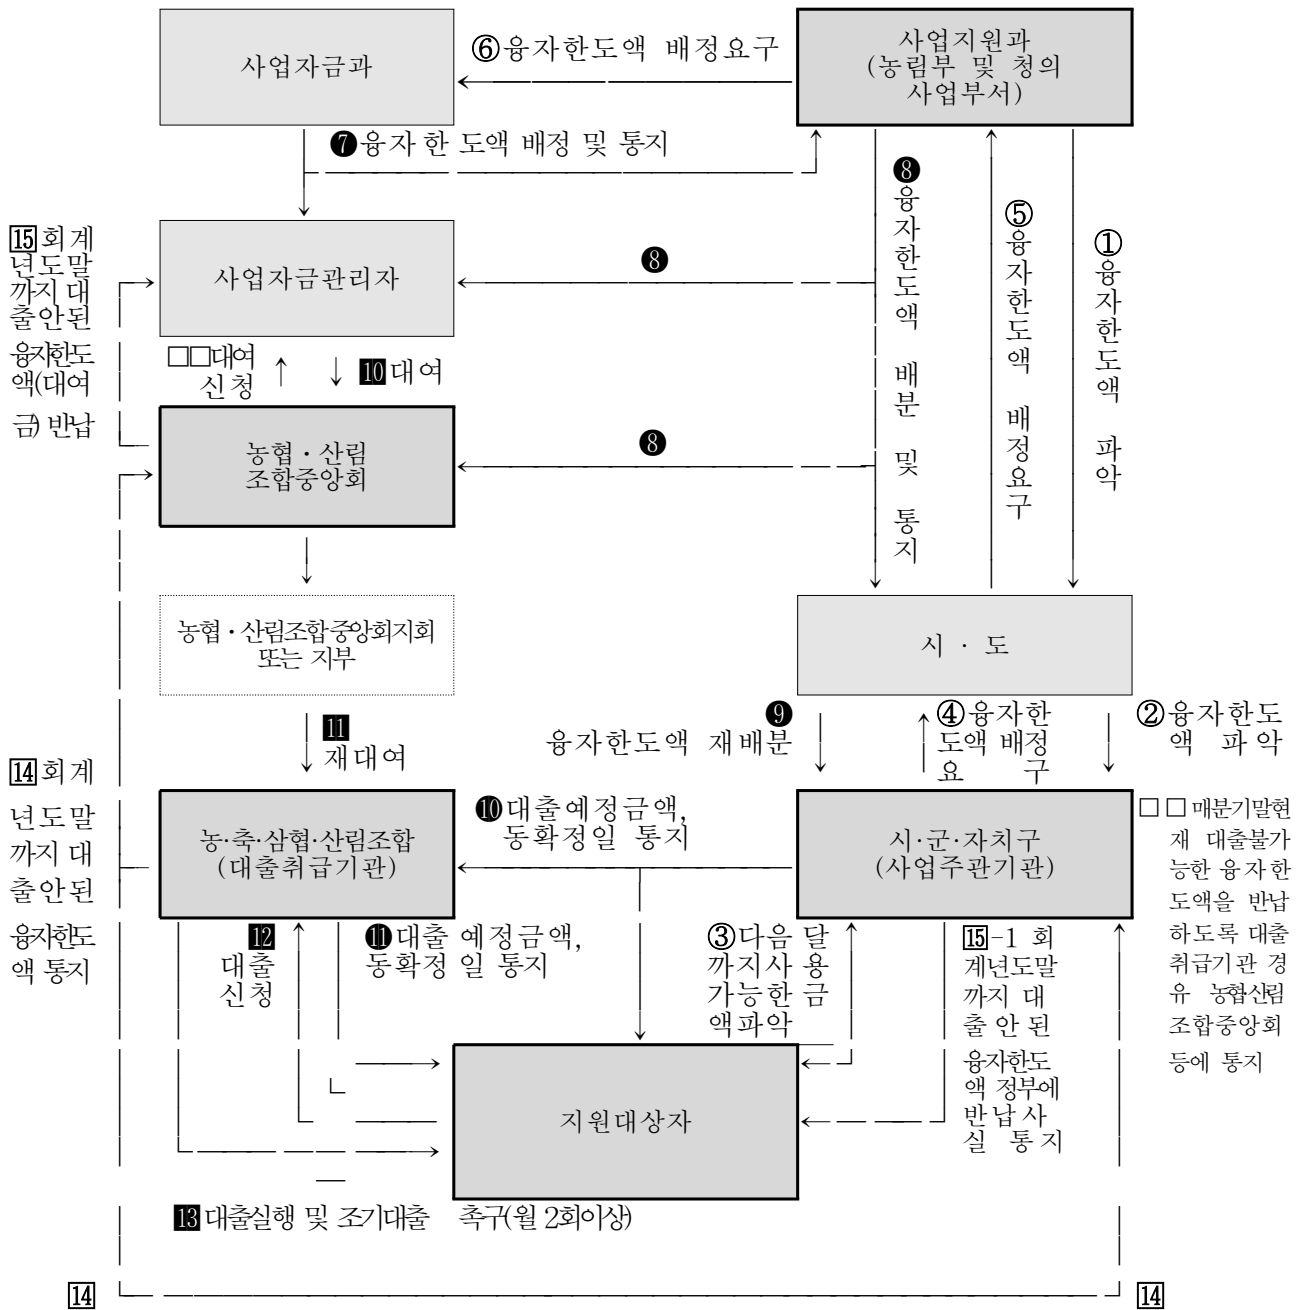 사업자금과
⑥융자한도액 배정요구
사업지원과
(농림부 및 청의
사업부서)
❼융자 한 도액 배정 및 통지
❽융자한도액 배분 및 통지
⑤융자한도액 배정요구
①융자한도액 파악
15회계
년도말
까지 대
출안된
융자한도
액(대여
금) 반납
사업자금관리자
❽
□□대여
신청
10대여
농협·산림
조합중앙회
❽
농협·산림조합중앙회지회
또는 지부
시 · 도
11
재대여
❾
융자한도액 재배분
④융자한
도액 배정
요 구
②융자한도
액 파악
14회계
년도말
까지 대
출안된
융자한도
액 통지
농·축·삼협·산림조합
(대출취급기관)
❿대출예정금액,
동확정일 통지
시·군·자치구
(사업주관기관)
□□매분기말현
재 대출불가
능한 융자한
도액을 반납
하도록 대출
취급기관 경
유 농협·산림
조합중앙회
등에 통지
12
대출
신청
⓫대출 예정금액,
동확정 일 통지
③다음 달
까지사용
가능한 금
액파악
15-1 회
계년도말
까지 대
출 안 된
융자한도
액 정부에
반납사
실 통지
지원대상자
13대출실행 및 조기대출 촉구(월 2회이상)
14
14